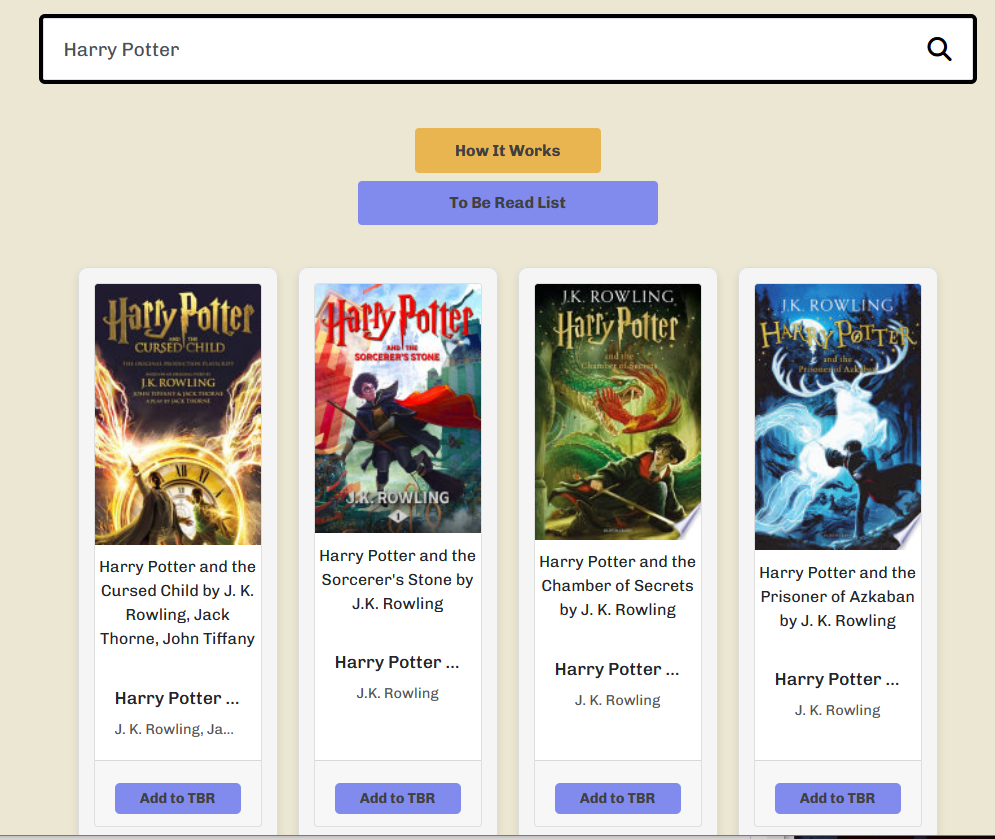 Harry Potter
How It Works
To Be Read List
Harry Potter
AND THE
CURSED CHILD
THE ORIGINAL PRODUCTION PLAYSCRIPT
J.K. ROWLING
JOHN TIFFANY & JACK THORNE
A PLAY BY JACK THORNE
Harry Potter and the
Cursed Child by J. K.
Rowling, Jack
Thorne, John Tiffany
Harry Potter ...
J. K. Rowling, Ja...
Add to TBR
Harry Potter
AND THE
SORCERER'S STONE
J.K. ROWLING
1
Harry Potter and the
Sorcerer's Stone by
J.K. Rowling
Harry Potter ...
J.K. Rowling
Add to TBR
J.K. ROWLING
Harry Potter
and the
Chamber of Secrets
Harry Potter and the
Chamber of Secrets
by J. K. Rowling
Harry Potter ...
J. K. Rowling
Add to TBR
J.K. ROWLING
HARRY POTTER
and the
Prisoner of Azkaban
Harry Potter and the
Prisoner of Azkaban
by J. K. Rowling
Harry Potter ...
J. K. Rowling
Add to TBR